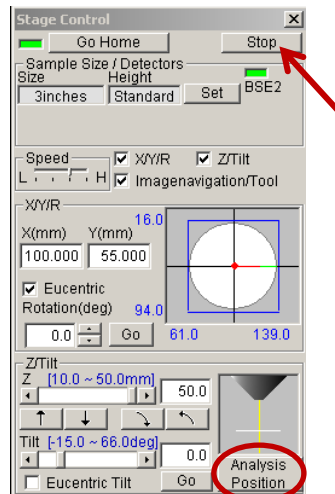 Stage Control
Go Home Stop
Sample Size / Detectors
Size Height
3inches Standard Set BSE2
Speed X/Y/R Z/Tilt
L H Imagenavigation/Tool
X/Y/R
16.0
X(mm) Y(mm)
100.000 55.000
Eucentric
Rotation(deg) 94.0
0.0 Go 61.0 139.0
Z/Tilt
Z [10.0 ~ 50.0mm]
50.0
Tilt [-15.0 ~ 66.0deg]
0.0
Eucentric Tilt Go
Analysis
Position